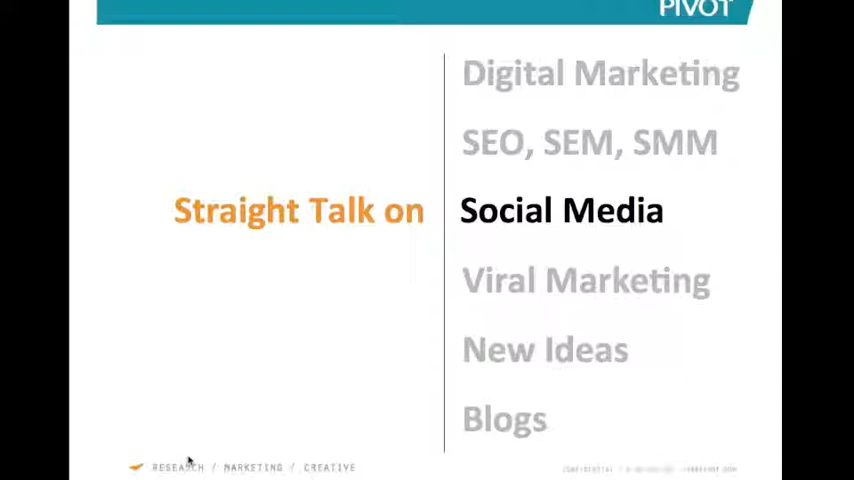 PIVOT
Digital Marketing
SEO, SEM, SMM
Straight Talk on Social Media
Viral Marketing
New Ideas
Blogs
RESEARCH / MARKETING / CREATIVE
CONFIDENTIAL